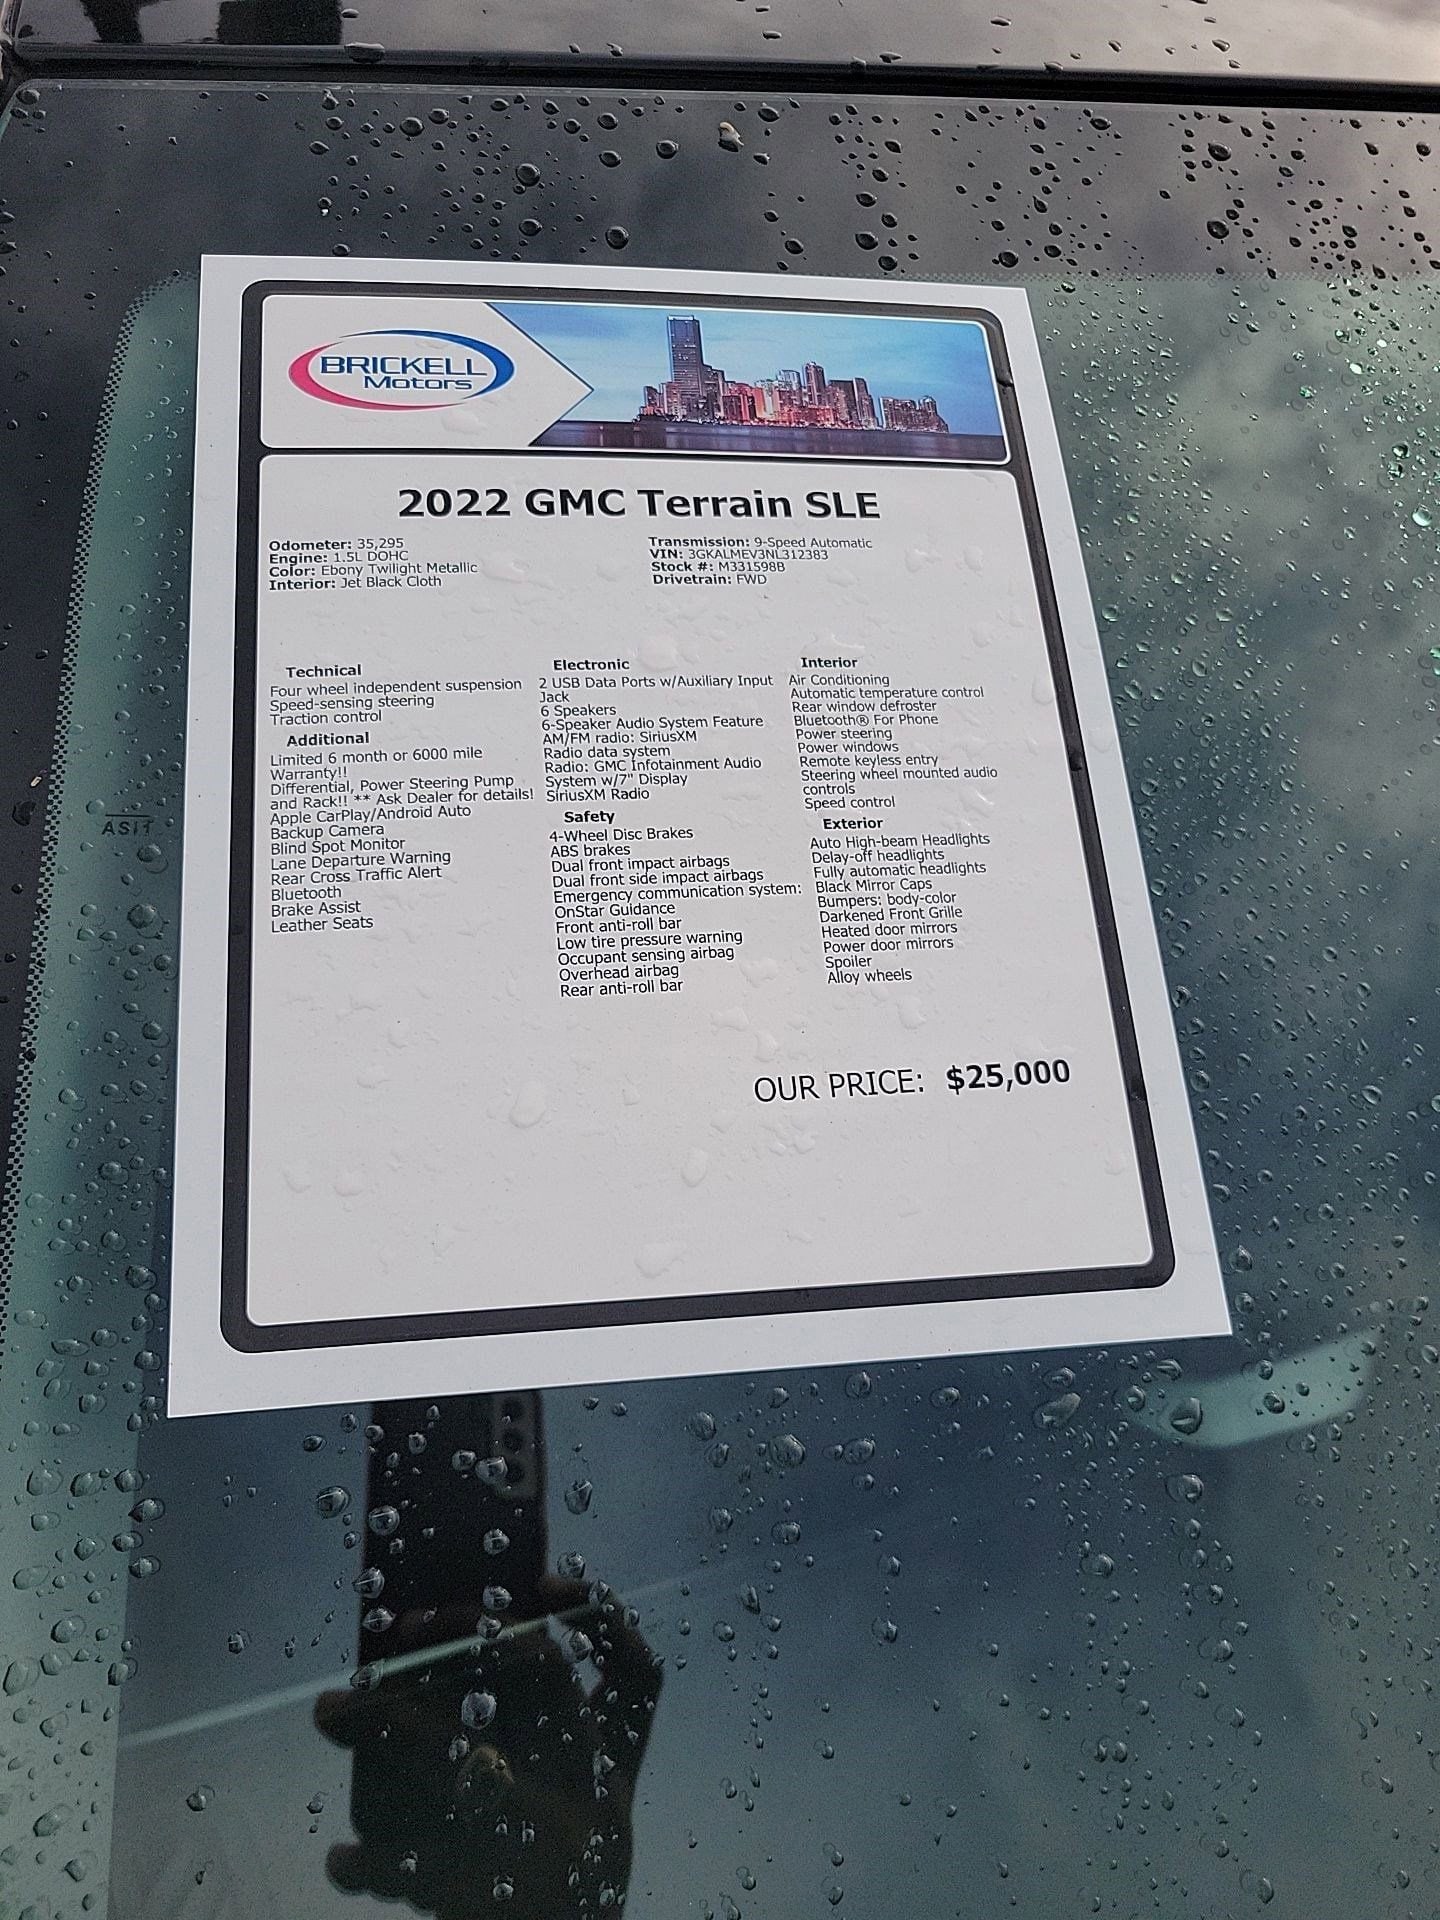 BRICKELL
Motors
2022 GMC Terrain SLE
Odometer: 35,295
Engine: 1.5L DOHC
Color: Ebony Twilight Metallic
Interior: Jet Black Cloth
Transmission: 9-Speed Automatic
VIN: 3GKALMEV3NL312383
Stock #: M331598B
Drivetrain: FWD
Technical
Four wheel independent suspension
Speed-sensing steering
Traction control
Additional
Limited 6 month or 6000 mile
Warranty!!
Differential, Power Steering Pump
and Rack!! ** Ask Dealer for details!
Apple CarPlay/Android Auto
Backup Camera
Blind Spot Monitor
Lane Departure Warning
Rear Cross Traffic Alert
Bluetooth
Brake Assist
Leather Seats
Electronic
2 USB Data Ports w/Auxiliary Input
Jack
6 Speakers
6-Speaker Audio System Feature
AM/FM radio: SiriusXM
Radio data system
Radio: GMC Infotainment Audio
System w/7" Display
SiriusXM Radio
Safety
4-Wheel Disc Brakes
ABS brakes
Dual front impact airbags
Dual front side impact airbags
Emergency communication system:
OnStar Guidance
Front anti-roll bar
Low tire pressure warning
Occupant sensing airbag
Overhead airbag
Rear anti-roll bar
Interior
Air Conditioning
Automatic temperature control
Rear window defroster
Bluetooth® For Phone
Power steering
Power windows
Remote keyless entry
Steering wheel mounted audio
controls
Speed control
Exterior
Auto High-beam Headlights
Delay-off headlights
Fully automatic headlights
Black Mirror Caps
Bumpers: body-color
Darkened Front Grille
Heated door mirrors
Power door mirrors
Spoiler
Alloy wheels
OUR PRICE: $25,000